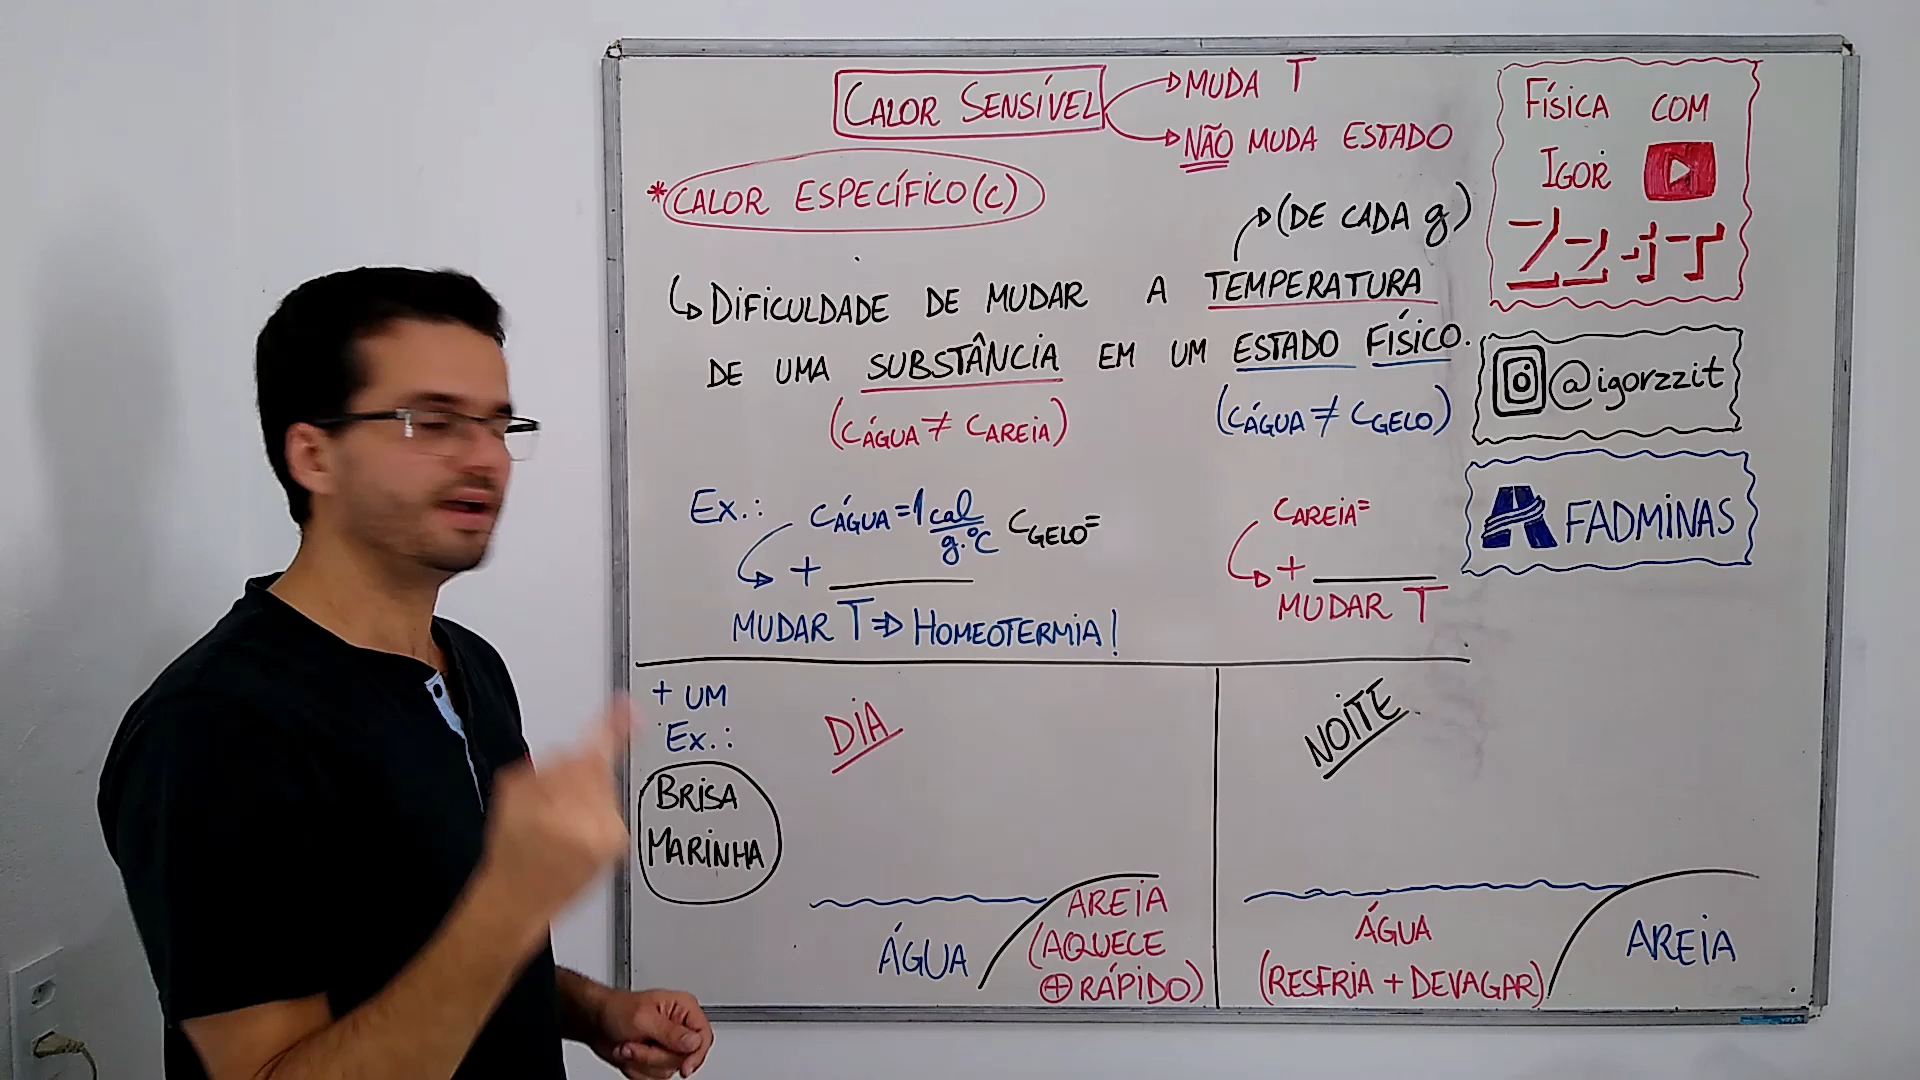 CALOR SENSÍVEL
MUDA T
NÃO MUDA ESTADO
*CALOR ESPECÍFICO(c)
(DE CADA g)
DIFICULDADE DE MUDAR A TEMPERATURA
DE UMA SUBSTÂNCIA EM UM ESTADO FÍSICO.
(CÁGUA ≠ CAREIA)
(CÁGUA ≠ CGELO)
Ex.:
CÁGUA = 1 cal/g.°C
CGELO=
+ ____
MUDAR T ⇒ HOMEOTERMIA!
CAREIA=
+ ____
MUDAR T
+ UM
Ex.:
BRISA
MARINHA
DIA
ÁGUA
AREIA
(AQUECE
⊕ RÁPIDO)
NOITE
ÁGUA
(RESFRIA + DEVAGAR)
AREIA
FÍSICA COM
IGOR
ZZiT
@igorzzit
FADMINAS